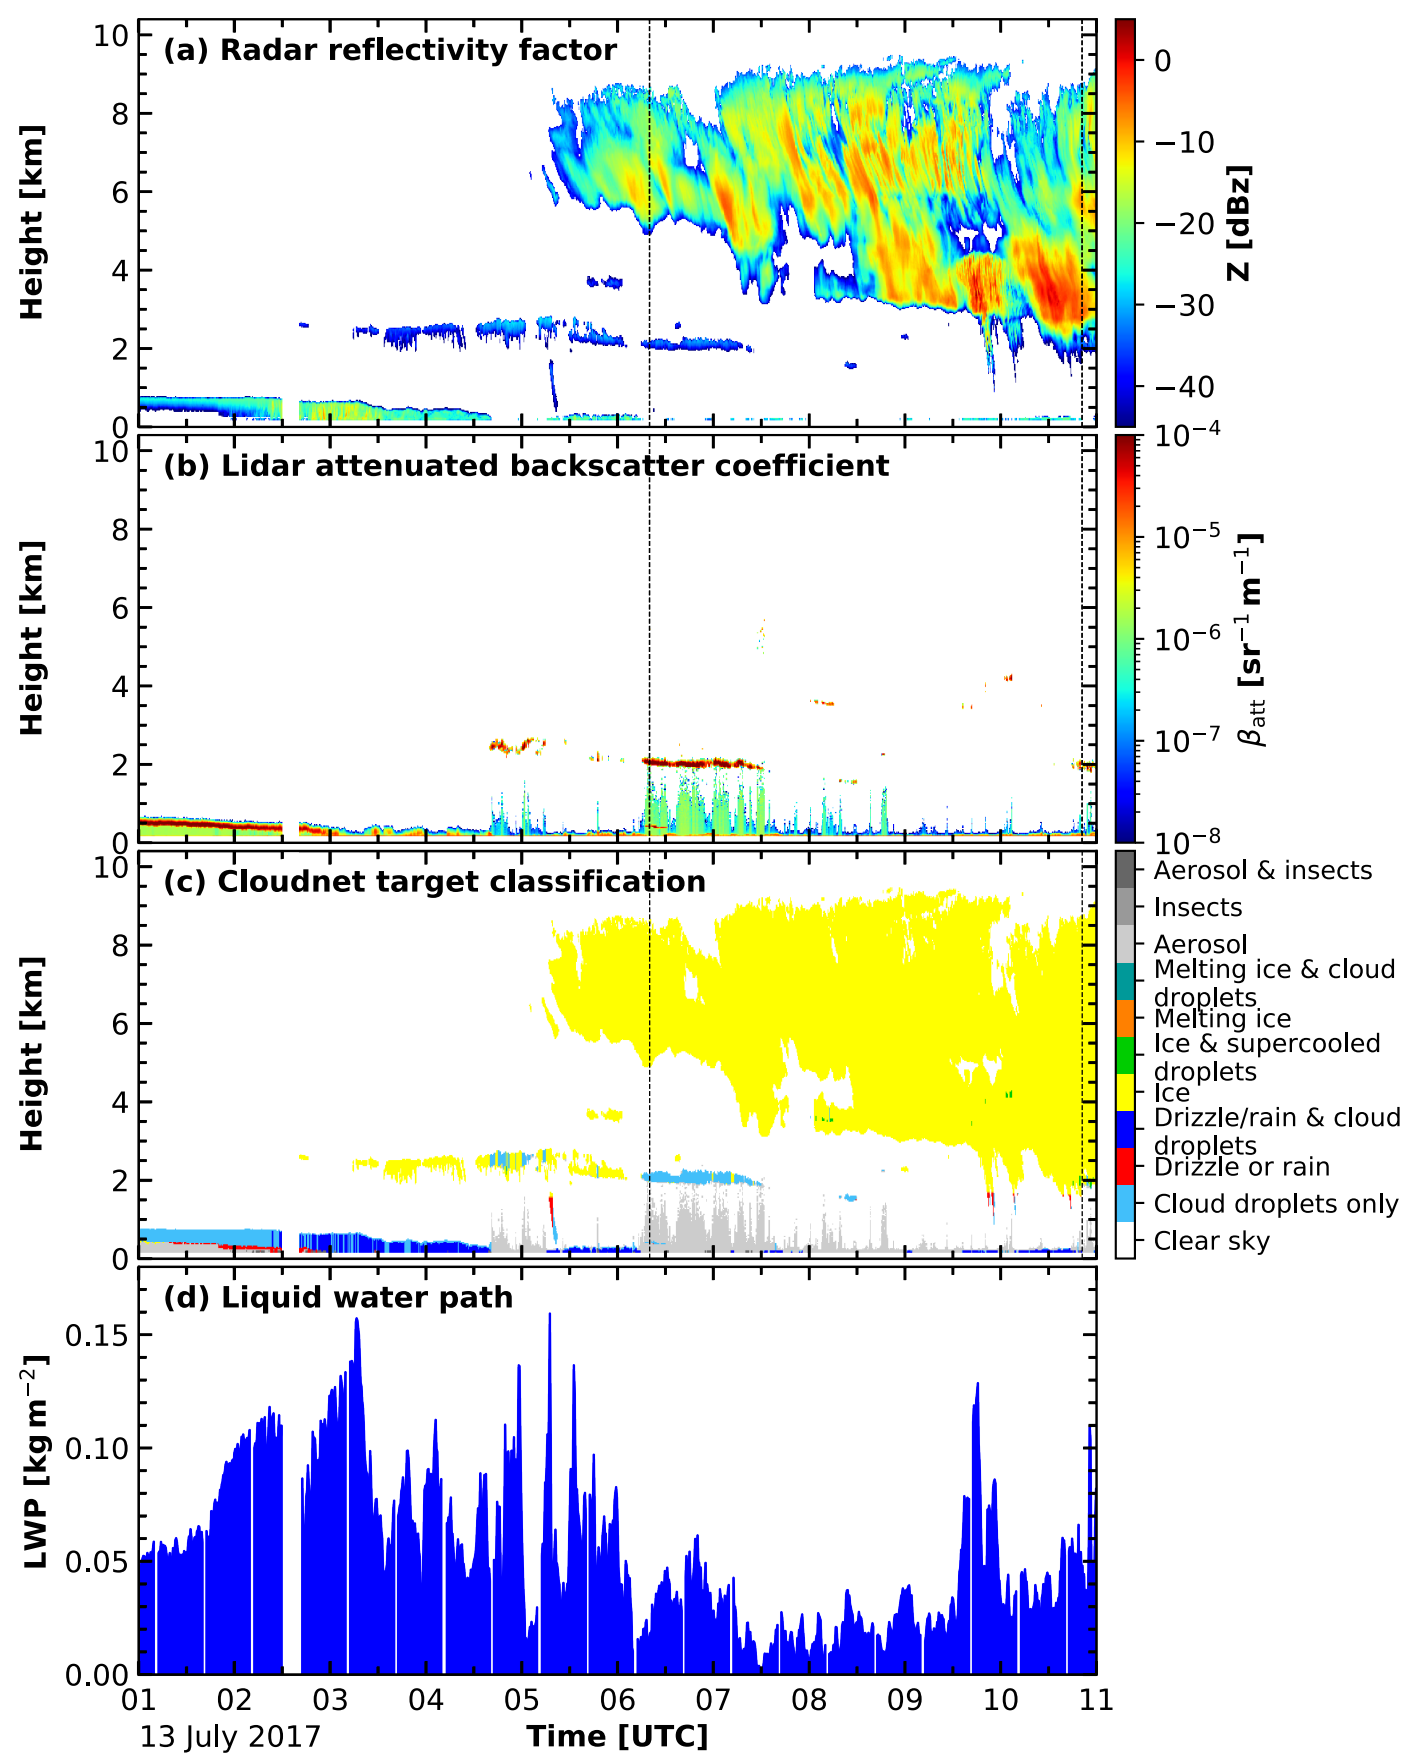 (a) Radar reflectivity factor
Height [km]
10
8
6
4
2
0
0
−10
−20
−30
−40
Z [dBz]
(b) Lidar attenuated backscatter coefficient
Height [km]
10
8
6
4
2
0
10⁻⁴
10⁻⁵
10⁻⁶
10⁻⁷
10⁻⁸
βatt [sr⁻¹ m⁻¹]
(c) Cloudnet target classification
Height [km]
10
8
6
4
2
0
Aerosol & insects
Insects
Aerosol
Melting ice & cloud
droplets
Melting ice
Ice & supercooled
droplets
Ice
Drizzle/rain & cloud
droplets
Drizzle or rain
Cloud droplets only
Clear sky
(d) Liquid water path
LWP [kg m⁻²]
0.15
0.10
0.05
0.00
01 02 03 04 05 06 07 08 09 10 11
13 July 2017
Time [UTC]